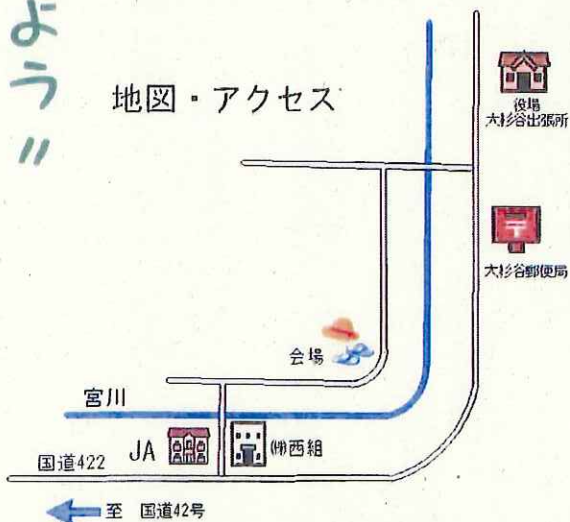 よう〃
地図・アクセス
役場
大杉谷出張所
〒
大杉谷郵便局
会場
宮川
JA
㈱西組
国道422
至 国道42号